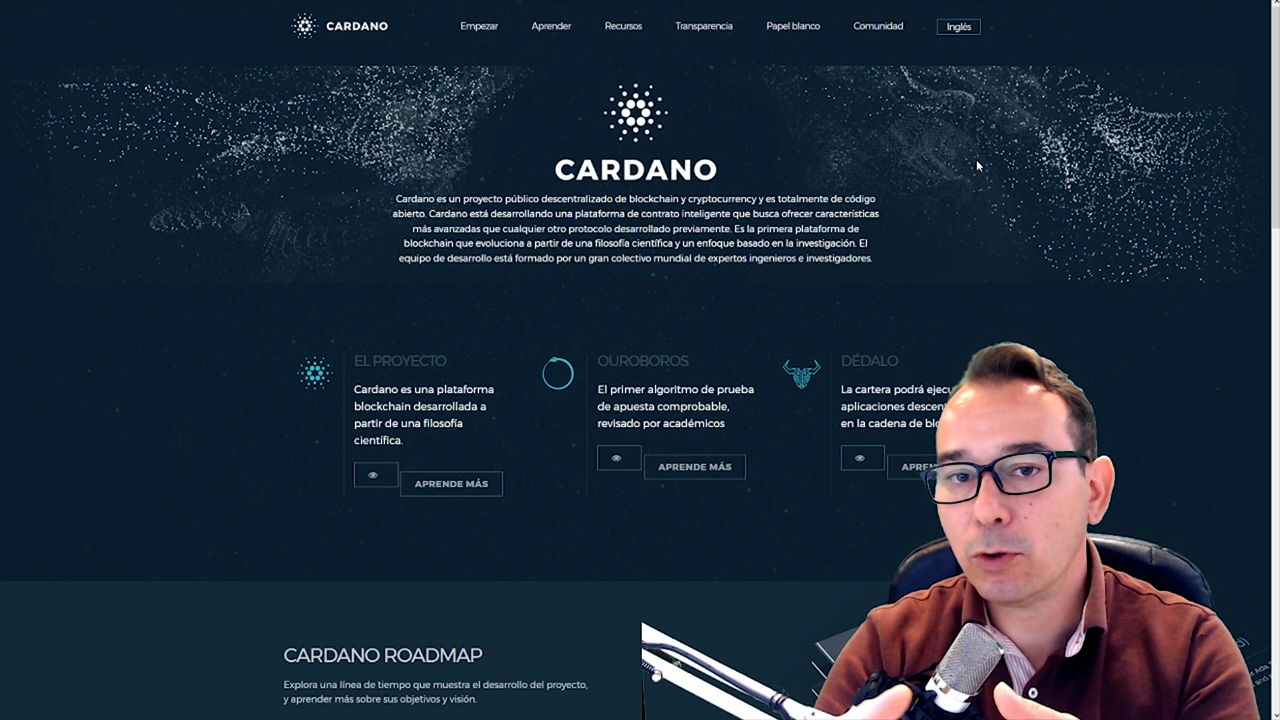 CARDANO
Empezar
Aprender
Recursos
Transparencia
Papel blanco
Comunidad
Inglés
CARDANO
Cardano es un proyecto público descentralizado de blockchain y cryptocurrency y es totalmente de código
abierto. Cardano está desarrollando una plataforma de contrato inteligente que busca ofrecer características
más avanzadas que cualquier otro protocolo desarrollado previamente. Es la primera plataforma de
blockchain que evoluciona a partir de una filosofía científica y un enfoque basado en la investigación. El
equipo de desarrollo está formado por un gran colectivo mundial de expertos ingenieros e investigadores.
EL PROYECTO
Cardano es una plataforma
blockchain desarrollada a
partir de una filosofía
científica.
APRENDE MÁS
OUROBOROS
El primer algoritmo de prueba
de apuesta comprobable,
revisado por académicos
APRENDE MÁS
DÉDALO
La cartera podrá
aplicaciones
en la cadena de
CARDANO ROADMAP
Explora una línea de tiempo que muestra el desarrollo del proyecto,
y aprender más sobre sus objetivos y visión.